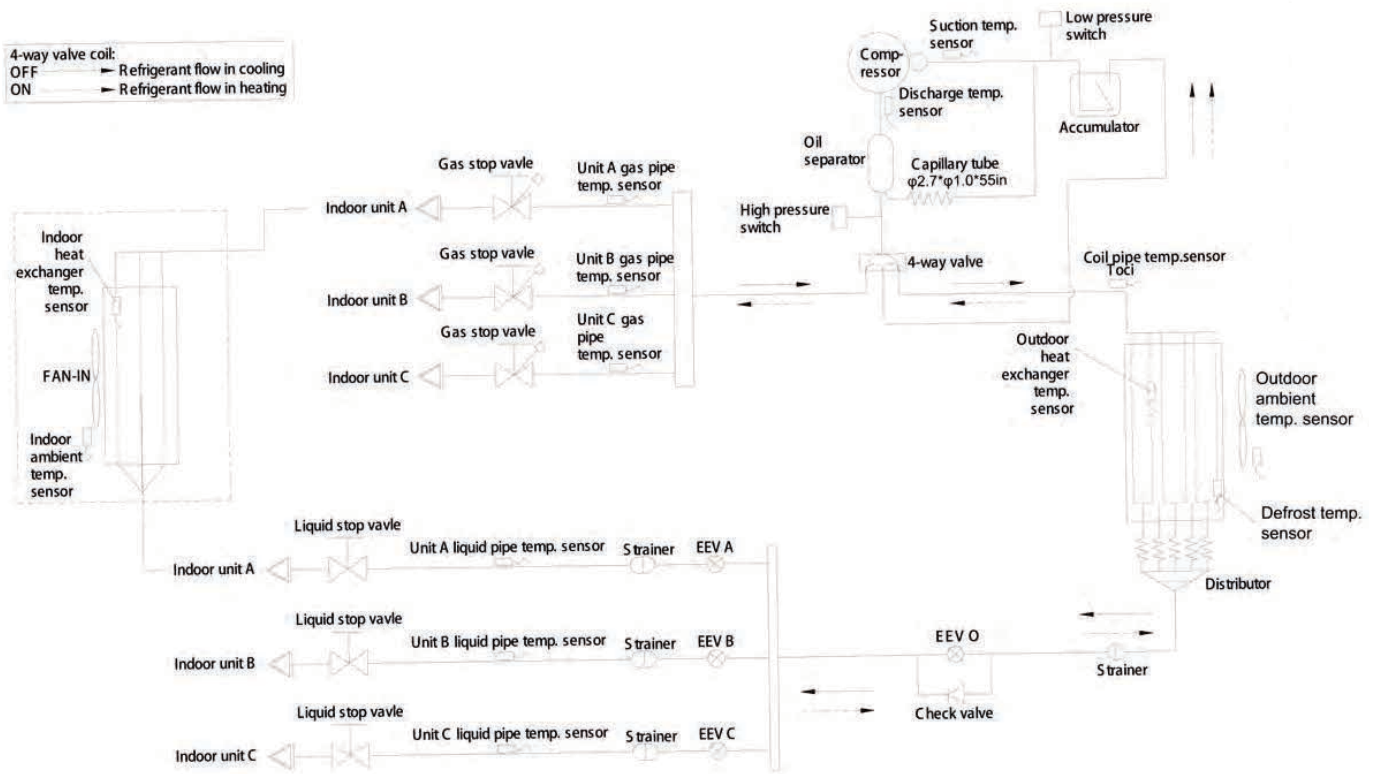 4-way valve coil:
OFF Refrigerant flow in cooling
ON Refrigerant flow in heating
Suction temp.
sensor
Low pressure
switch
Comp-
ressor
Discharge temp.
sensor
Accumulator
Oil
separator
Capillary tube
φ2.7*φ1.0*55in
High pressure
switch
4-way valve
Coil pipe temp.sensor
Toci
Gas stop vavle
Unit A gas pipe
temp. sensor
Indoor unit A
Gas stop vavle
Unit B gas pipe
temp. sensor
Indoor unit B
Gas stop vavle
Unit C gas
pipe
temp. sensor
Indoor unit C
Indoor
heat
exchanger
temp.
sensor
FAN-IN
Indoor
ambient
temp.
sensor
Outdoor
heat
exchanger
temp.
sensor
Outdoor
ambient
temp. sensor
Defrost temp.
sensor
Distributor
Liquid stop vavle
Unit A liquid pipe temp. sensor
Strainer
EEV A
Indoor unit A
Liquid stop vavle
Unit B liquid pipe temp. sensor
Strainer
EEV B
Indoor unit B
EEV O
Strainer
Check valve
Liquid stop vavle
Unit C liquid pipe temp. sensor
Strainer
EEV C
Indoor unit C